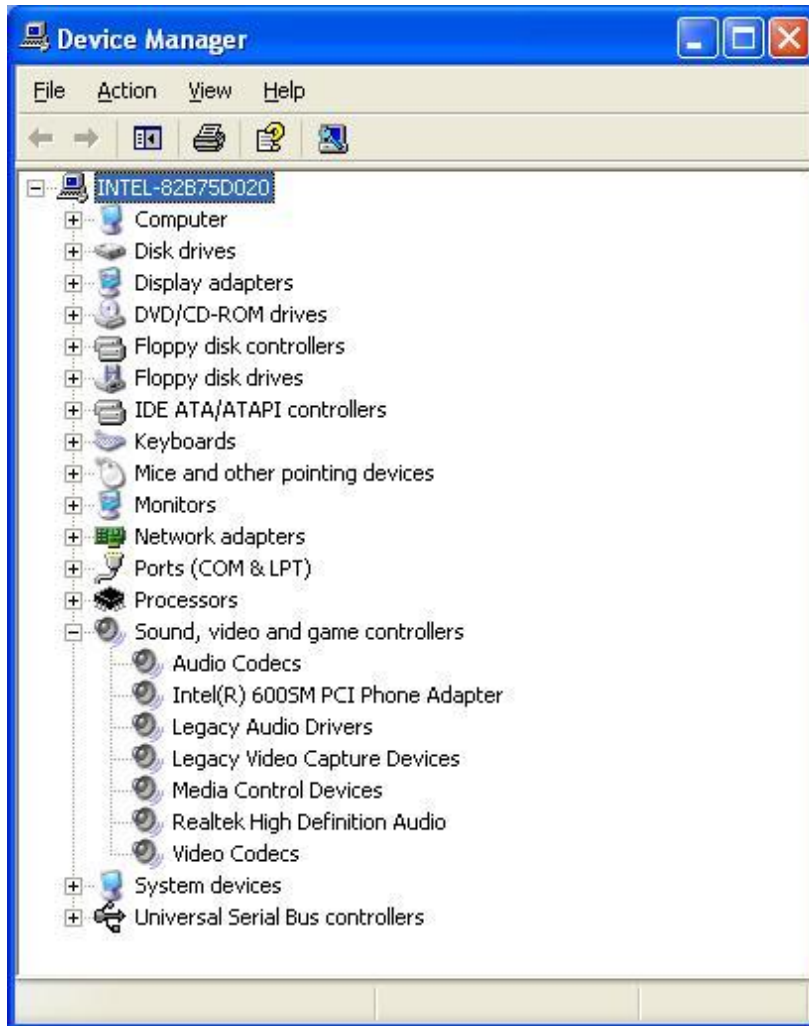 Device Manager
File Action View Help
INTEL-82B75D020
Computer
Disk drives
Display adapters
DVD/CD-ROM drives
Floppy disk controllers
Floppy disk drives
IDE ATA/ATAPI controllers
Keyboards
Mice and other pointing devices
Monitors
Network adapters
Ports (COM & LPT)
Processors
Sound, video and game controllers
Audio Codecs
Intel(R) 600SM PCI Phone Adapter
Legacy Audio Drivers
Legacy Video Capture Devices
Media Control Devices
Realtek High Definition Audio
Video Codecs
System devices
Universal Serial Bus controllers